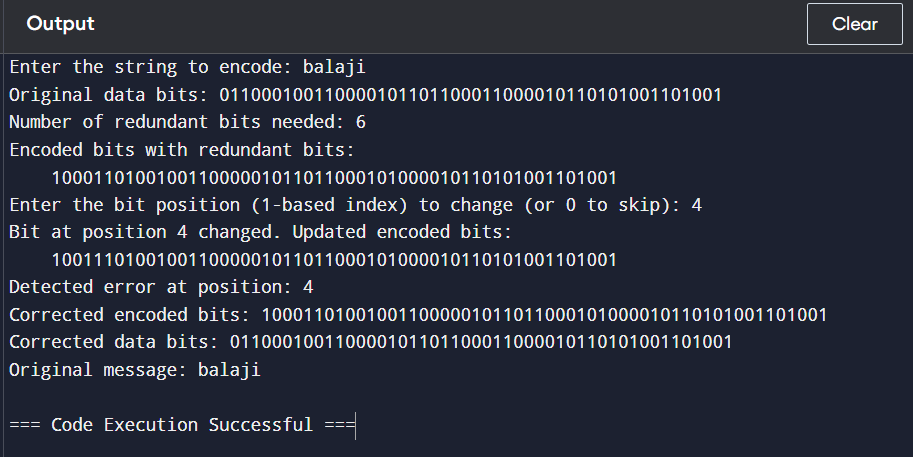 Output
Clear
Enter the string to encode: balaji
Original data bits: 011000100110000101101100011000010110101001101001
Number of redundant bits needed: 6
Encoded bits with redundant bits:
100011010010011000001011011000101000010110101001101001
Enter the bit position (1-based index) to change (or 0 to skip): 4
Bit at position 4 changed. Updated encoded bits:
100111010010011000001011011000101000010110101001101001
Detected error at position: 4
Corrected encoded bits: 100011010010011000001011011000101000010110101001101001
Corrected data bits: 011000100110000101101100011000010110101001101001
Original message: balaji
=== Code Execution Successful ===